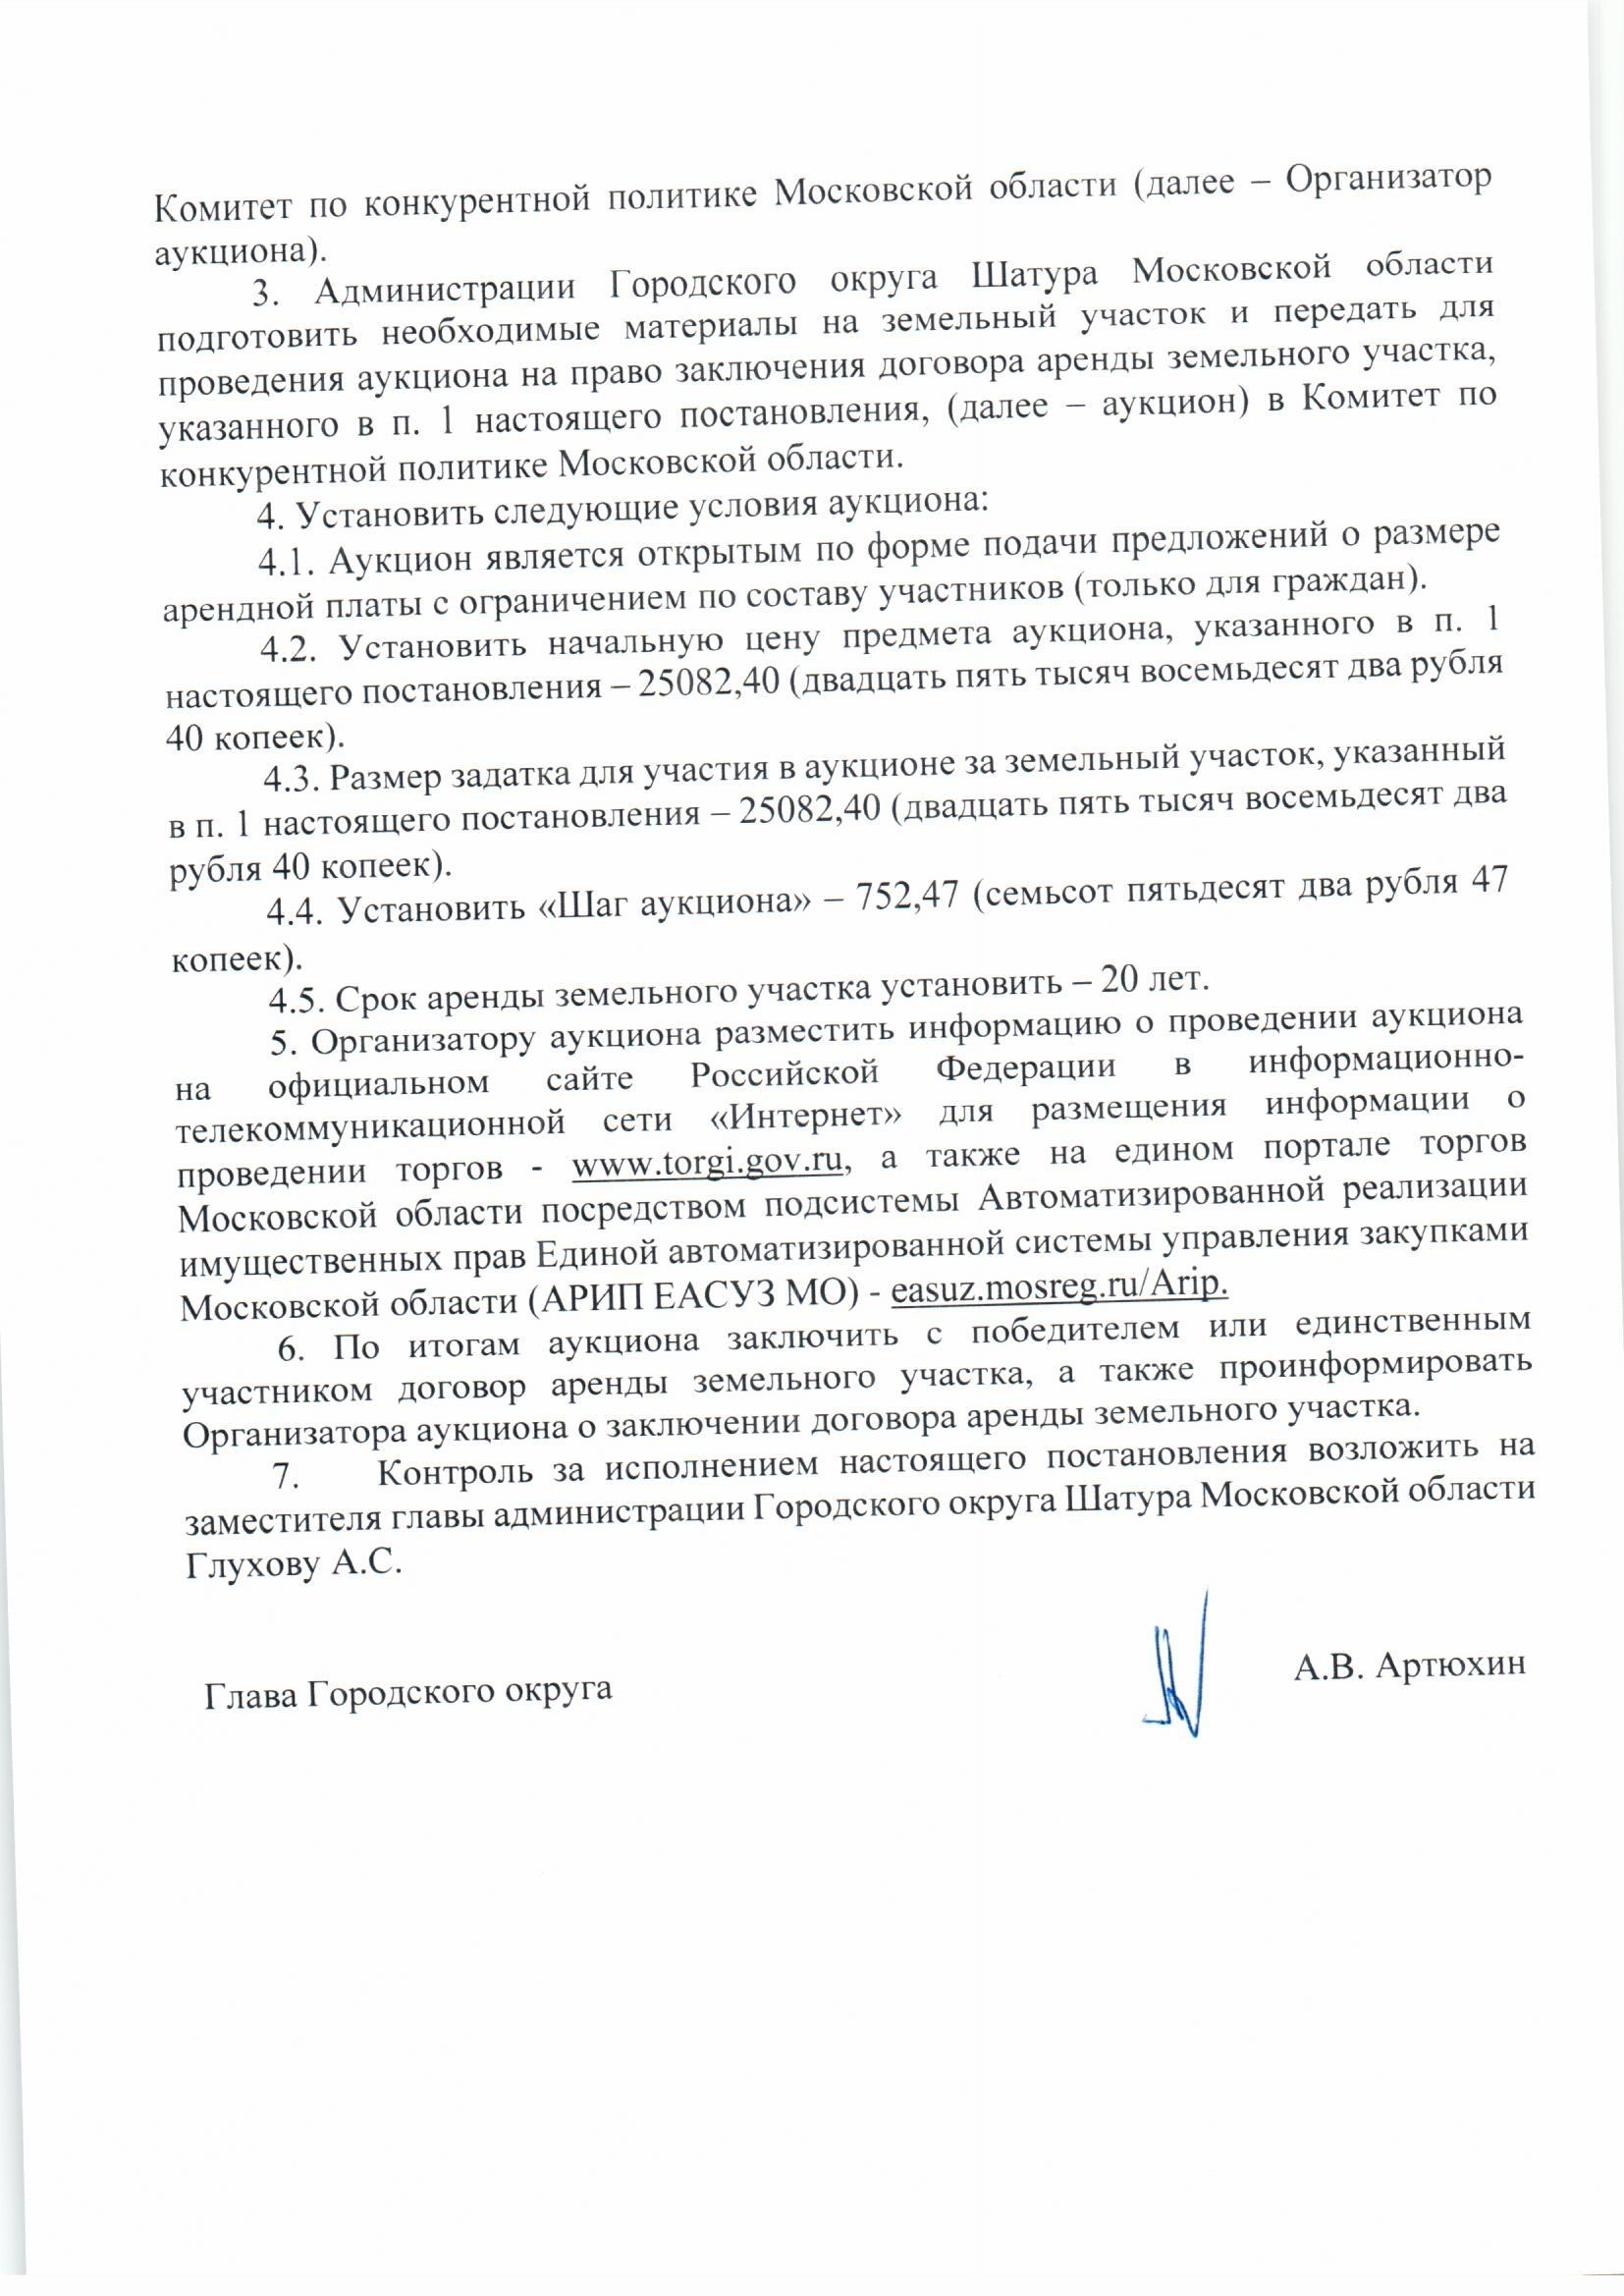 Комитет по конкурентной политике Московской области (далее – Организатор
аукциона).
3. Администрации Городского округа Шатура Московской области
подготовить необходимые материалы на земельный участок и передать для
проведения аукциона на право заключения договора аренды земельного участка,
указанного в п. 1 настоящего постановления, (далее – аукцион) в Комитет по
конкурентной политике Московской области.
4. Установить следующие условия аукциона:
4.1. Аукцион является открытым по форме подачи предложений о размере
арендной платы с ограничением по составу участников (только для граждан).
4.2. Установить начальную цену предмета аукциона, указанного в п. 1
настоящего постановления – 25082,40 (двадцать пять тысяч восемьдесят два рубля
40 копеек).
4.3. Размер задатка для участия в аукционе за земельный участок, указанный
в п. 1 настоящего постановления – 25082,40 (двадцать пять тысяч восемьдесят два
рубля 40 копеек).
4.4. Установить «Шаг аукциона» – 752,47 (семьсот пятьдесят два рубля 47
копеек).
4.5. Срок аренды земельного участка установить – 20 лет.
5. Организатору аукциона разместить информацию о проведении аукциона
на официальном сайте Российской Федерации в информационно-
телекоммуникационной сети «Интернет» для размещения информации о
проведении торгов - www.torgi.gov.ru, а также на едином портале торгов
Московской области посредством подсистемы Автоматизированной реализации
имущественных прав Единой автоматизированной системы управления закупками
Московской области (АРИП ЕАСУЗ МО) - easuz.mosreg.ru/Arip.
6. По итогам аукциона заключить с победителем или единственным
участником договор аренды земельного участка, а также проинформировать
Организатора аукциона о заключении договора аренды земельного участка.
7. Контроль за исполнением настоящего постановления возложить на
заместителя главы администрации Городского округа Шатура Московской области
Глухову А.С.
Глава Городского округа
А.В. Артюхин